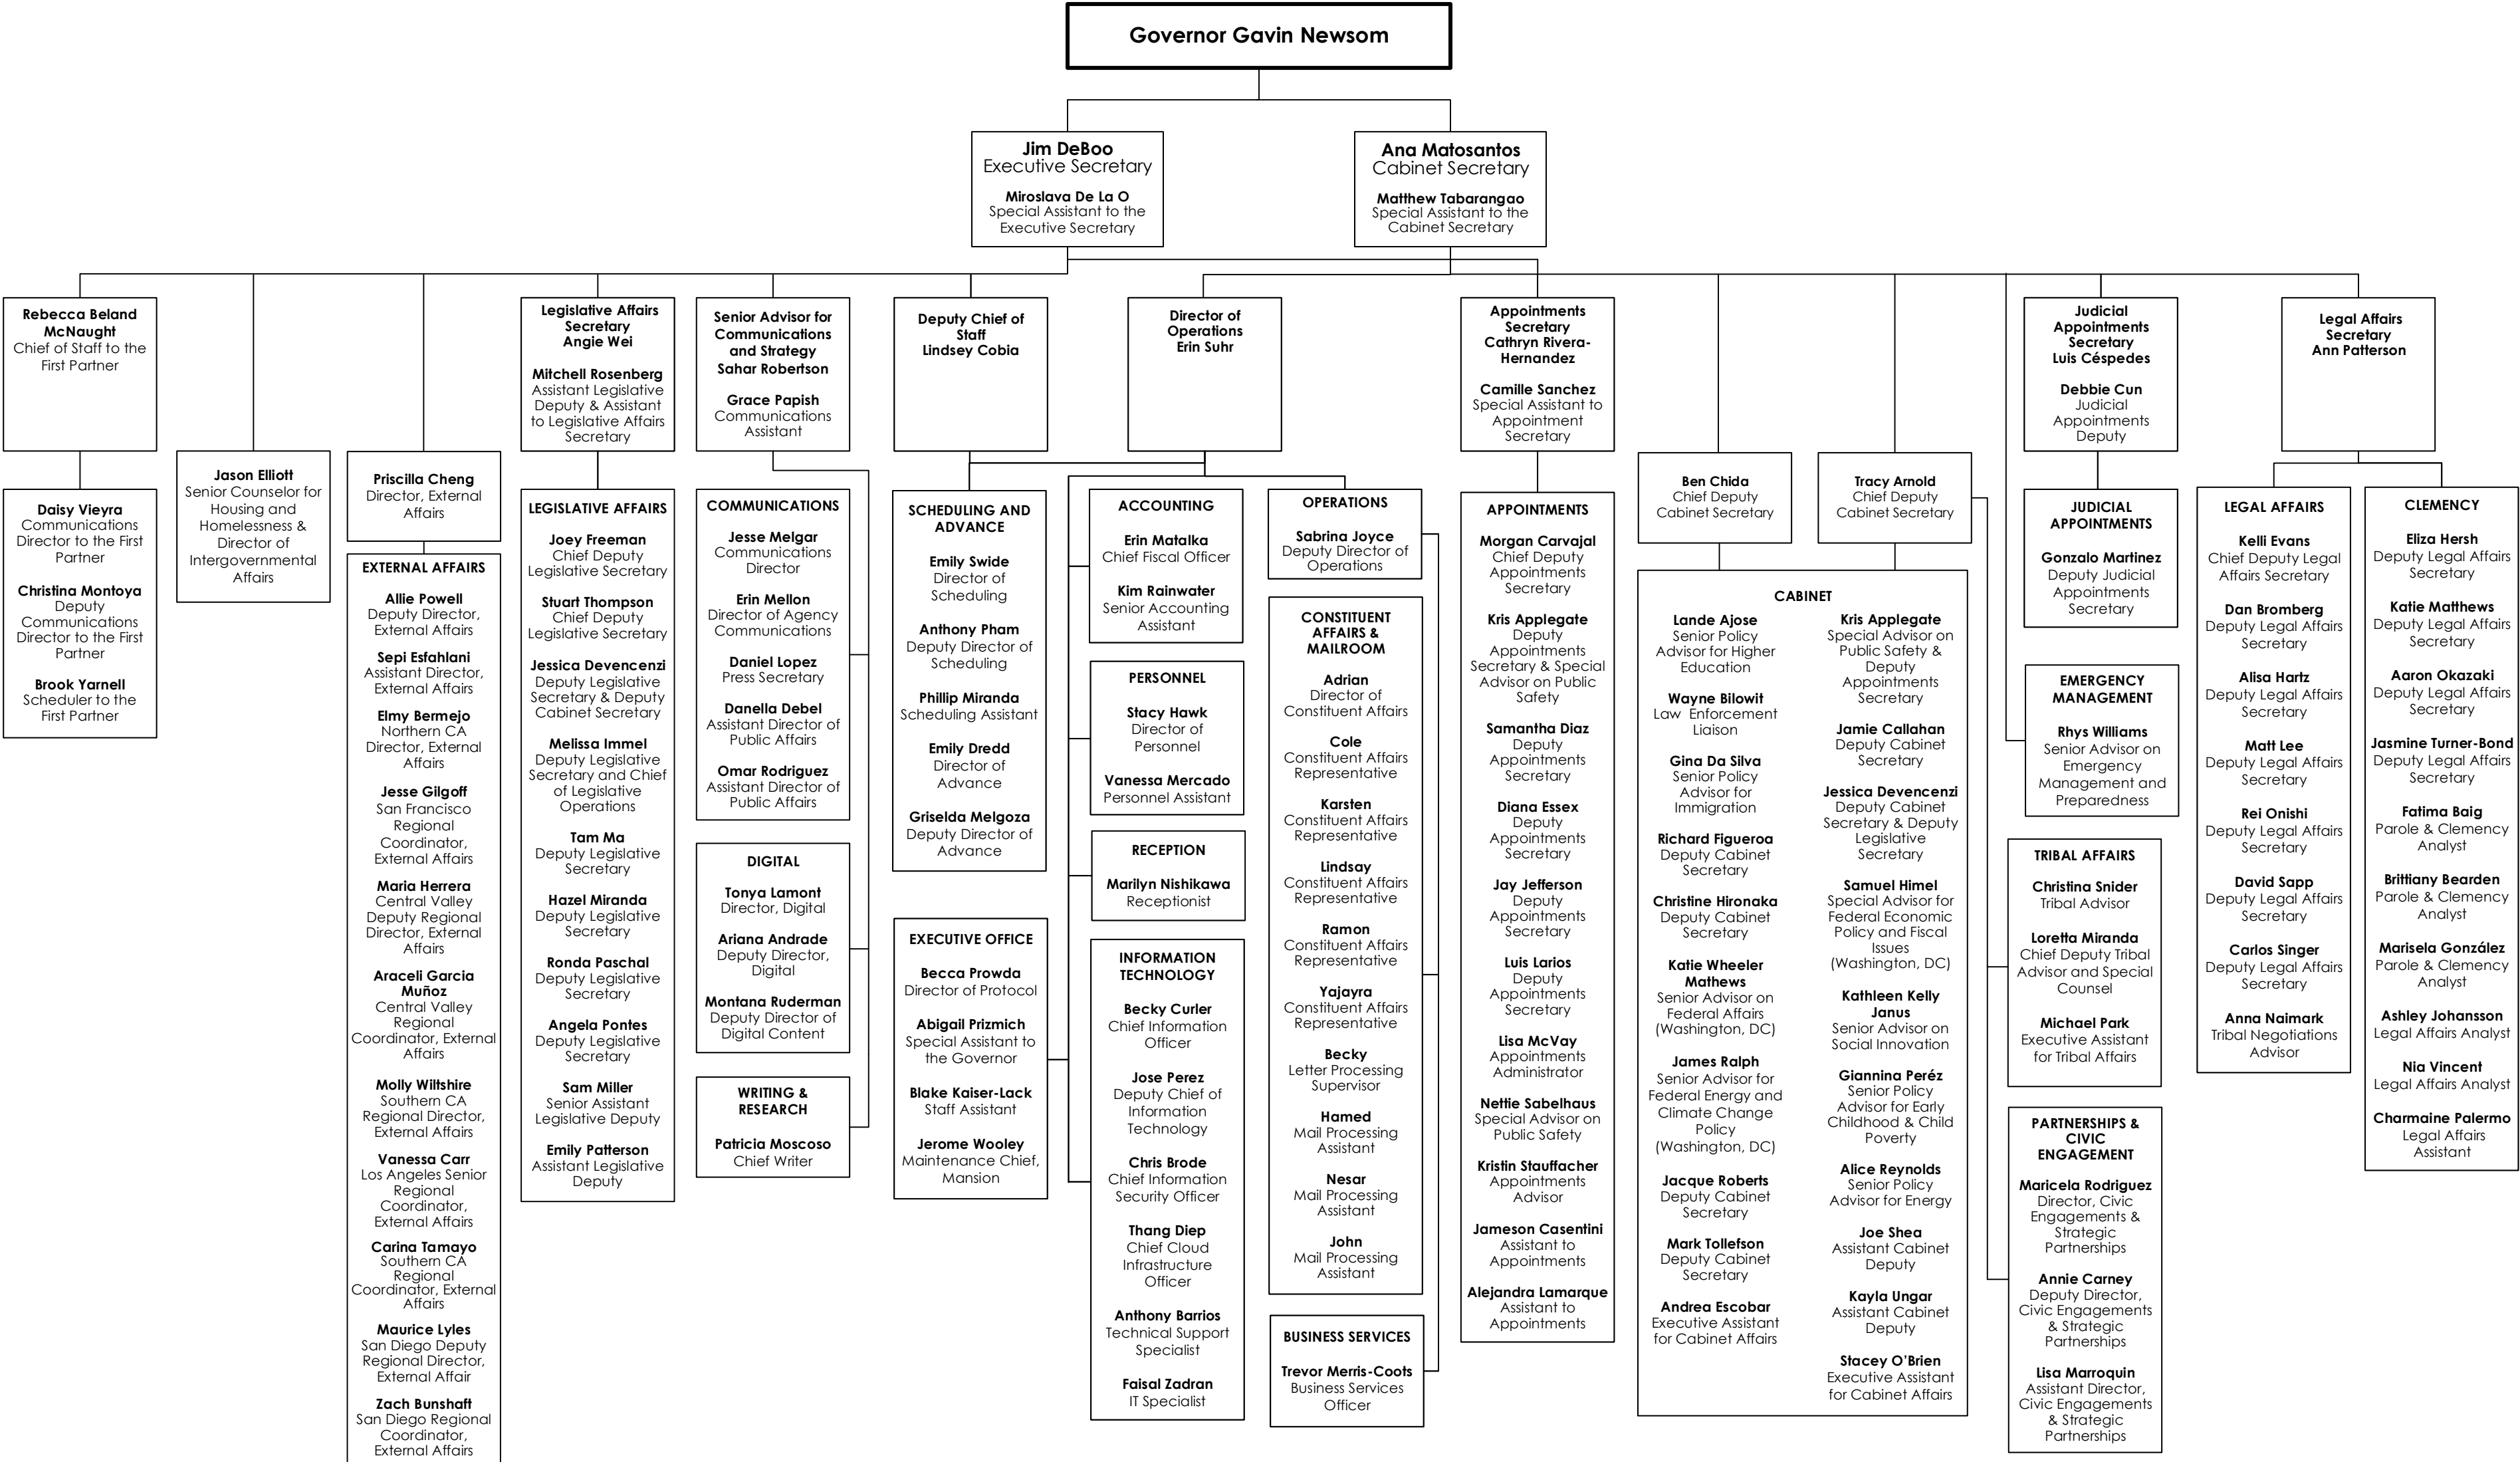 Governor Gavin Newsom
Jim DeBoo
Executive Secretary
Miroslava De La O
Special Assistant to the
Executive Secretary
Ana Matosantos
Cabinet Secretary
Matthew Tabarangao
Special Assistant to the
Cabinet Secretary
Rebecca Beland
McNaught
Chief of Staff to the
First Partner
Daisy Vieyra
Communications
Director to the First
Partner
Christina Montoya
Deputy
Communications
Director to the First
Partner
Brook Yarnell
Scheduler to the
First Partner
Jason Elliott
Senior Counselor for
Housing and
Homelessness &
Director of
Intergovernmental
Affairs
Priscilla Cheng
Director, External
Affairs
EXTERNAL AFFAIRS
Allie Powell
Deputy Director,
External Affairs
Sepi Esfahlani
Assistant Director,
External Affairs
Elmy Bermejo
Northern CA
Director, External
Affairs
Jesse Gilgoff
San Francisco
Regional
Coordinator,
External Affairs
Maria Herrera
Central Valley
Deputy Regional
Director, External
Affairs
Araceli Garcia
Muñoz
Central Valley
Regional
Coordinator, External
Affairs
Molly Wiltshire
Southern CA
Regional Director,
External Affairs
Vanessa Carr
Los Angeles Senior
Regional
Coordinator,
External Affairs
Carina Tamayo
Southern CA
Regional
Coordinator, External
Affairs
Maurice Lyles
San Diego Deputy
Regional Director,
External Affair
Zach Bunshaft
San Diego Regional
Coordinator,
External Affairs
Legislative Affairs
Secretary
Angie Wei
Mitchell Rosenberg
Assistant Legislative
Deputy & Assistant
to Legislative Affairs
Secretary
LEGISLATIVE AFFAIRS
Joey Freeman
Chief Deputy
Legislative Secretary
Stuart Thompson
Chief Deputy
Legislative Secretary
Jessica Devencenzi
Deputy Legislative
Secretary & Deputy
Cabinet Secretary
Melissa Immel
Deputy Legislative
Secretary and Chief
of Legislative
Operations
Tam Ma
Deputy Legislative
Secretary
Hazel Miranda
Deputy Legislative
Secretary
Ronda Paschal
Deputy Legislative
Secretary
Angela Pontes
Deputy Legislative
Secretary
Sam Miller
Senior Assistant
Legislative Deputy
Emily Patterson
Assistant Legislative
Deputy
Senior Advisor for
Communications
and Strategy
Sahar Robertson
Grace Papish
Communications
Assistant
COMMUNICATIONS
Jesse Melgar
Communications
Director
Erin Mellon
Director of Agency
Communications
Daniel Lopez
Press Secretary
Danella Debel
Assistant Director of
Public Affairs
Omar Rodriguez
Assistant Director of
Public Affairs
DIGITAL
Tonya Lamont
Director, Digital
Ariana Andrade
Deputy Director,
Digital
Montana Ruderman
Deputy Director of
Digital Content
WRITING &
RESEARCH
Patricia Moscoso
Chief Writer
Deputy Chief of
Staff
Lindsey Cobia
SCHEDULING AND
ADVANCE
Emily Swide
Director of
Scheduling
Anthony Pham
Deputy Director of
Scheduling
Phillip Miranda
Scheduling Assistant
Emily Dredd
Director of
Advance
Griselda Melgoza
Deputy Director of
Advance
EXECUTIVE OFFICE
Becca Prowda
Director of Protocol
Abigail Prizmich
Special Assistant to
the Governor
Blake Kaiser-Lack
Staff Assistant
Jerome Wooley
Maintenance Chief,
Mansion
Director of
Operations
Erin Suhr
ACCOUNTING
Erin Matalka
Chief Fiscal Officer
Kim Rainwater
Senior Accounting
Assistant
PERSONNEL
Stacy Hawk
Director of
Personnel
Vanessa Mercado
Personnel Assistant
RECEPTION
Marilyn Nishikawa
Receptionist
INFORMATION
TECHNOLOGY
Becky Curler
Chief Information
Officer
Jose Perez
Deputy Chief of
Information
Technology
Chris Brode
Chief Information
Security Officer
Thang Diep
Chief Cloud
Infrastructure
Officer
Anthony Barrios
Technical Support
Specialist
Faisal Zadran
IT Specialist
OPERATIONS
Sabrina Joyce
Deputy Director of
Operations
CONSTITUENT
AFFAIRS &
MAILROOM
Adrian
Director of
Constituent Affairs
Cole
Constituent Affairs
Representative
Karsten
Constituent Affairs
Representative
Lindsay
Constituent Affairs
Representative
Ramon
Constituent Affairs
Representative
Yajayra
Constituent Affairs
Representative
Becky
Letter Processing
Supervisor
Hamed
Mail Processing
Assistant
Nesar
Mail Processing
Assistant
John
Mail Processing
Assistant
BUSINESS SERVICES
Trevor Merris-Coots
Business Services
Officer
Appointments
Secretary
Cathryn Rivera-
Hernandez
Camille Sanchez
Special Assistant to
Appointment
Secretary
APPOINTMENTS
Morgan Carvajal
Chief Deputy
Appointments
Secretary
Kris Applegate
Deputy
Appointments
Secretary & Special
Advisor on Public
Safety
Samantha Diaz
Deputy
Appointments
Secretary
Diana Essex
Deputy
Appointments
Secretary
Jay Jefferson
Deputy
Appointments
Secretary
Luis Larios
Deputy
Appointments
Secretary
Lisa McVay
Appointments
Administrator
Nettie Sabelhaus
Special Advisor on
Public Safety
Kristin Stauffacher
Appointments
Advisor
Jameson Casentini
Assistant to
Appointments
Alejandra Lamarque
Assistant to
Appointments
Ben Chida
Chief Deputy
Cabinet Secretary
Tracy Arnold
Chief Deputy
Cabinet Secretary
CABINET
Lande Ajose
Senior Policy
Advisor for Higher
Education
Wayne Bilowit
Law Enforcement
Liaison
Gina Da Silva
Senior Policy
Advisor for
Immigration
Richard Figueroa
Deputy Cabinet
Secretary
Christine Hironaka
Deputy Cabinet
Secretary
Katie Wheeler
Mathews
Senior Advisor on
Federal Affairs
(Washington, DC)
James Ralph
Senior Advisor for
Federal Energy and
Climate Change
Policy
(Washington, DC)
Jacque Roberts
Deputy Cabinet
Secretary
Mark Tollefson
Deputy Cabinet
Secretary
Andrea Escobar
Executive Assistant
for Cabinet Affairs
Kris Applegate
Special Advisor on
Public Safety &
Deputy
Appointments
Secretary
Jamie Callahan
Deputy Cabinet
Secretary
Jessica Devencenzi
Deputy Cabinet
Secretary & Deputy
Legislative
Secretary
Samuel Himel
Special Advisor for
Federal Economic
Policy and Fiscal
Issues
(Washington, DC)
Kathleen Kelly
Janus
Senior Advisor on
Social Innovation
Giannina Peréz
Senior Policy
Advisor for Early
Childhood & Child
Poverty
Alice Reynolds
Senior Policy
Advisor for Energy
Joe Shea
Assistant Cabinet
Deputy
Kayla Ungar
Assistant Cabinet
Deputy
Stacey O’Brien
Executive Assistant
for Cabinet Affairs
Judicial
Appointments
Secretary
Luis Céspedes
Debbie Cun
Judicial
Appointments
Deputy
JUDICIAL
APPOINTMENTS
Gonzalo Martinez
Deputy Judicial
Appointments
Secretary
EMERGENCY
MANAGEMENT
Rhys Williams
Senior Advisor on
Emergency
Management and
Preparedness
TRIBAL AFFAIRS
Christina Snider
Tribal Advisor
Loretta Miranda
Chief Deputy Tribal
Advisor and Special
Counsel
Michael Park
Executive Assistant
for Tribal Affairs
PARTNERSHIPS &
CIVIC
ENGAGEMENT
Maricela Rodriguez
Director, Civic
Engagements &
Strategic
Partnerships
Annie Carney
Deputy Director,
Civic Engagements
& Strategic
Partnerships
Lisa Marroquin
Assistant Director,
Civic Engagements
& Strategic
Partnerships
Legal Affairs
Secretary
Ann Patterson
LEGAL AFFAIRS
Kelli Evans
Chief Deputy Legal
Affairs Secretary
Dan Bromberg
Deputy Legal Affairs
Secretary
Alisa Hartz
Deputy Legal Affairs
Secretary
Matt Lee
Deputy Legal Affairs
Secretary
Rei Onishi
Deputy Legal Affairs
Secretary
David Sapp
Deputy Legal Affairs
Secretary
Carlos Singer
Deputy Legal Affairs
Secretary
Anna Naimark
Tribal Negotiations
Advisor
CLEMENCY
Eliza Hersh
Deputy Legal Affairs
Secretary
Katie Matthews
Deputy Legal Affairs
Secretary
Aaron Okazaki
Deputy Legal Affairs
Secretary
Jasmine Turner-Bond
Deputy Legal Affairs
Secretary
Fatima Baig
Parole & Clemency
Analyst
Brittiany Bearden
Parole & Clemency
Analyst
Marisela González
Parole & Clemency
Analyst
Ashley Johansson
Legal Affairs Analyst
Nia Vincent
Legal Affairs Analyst
Charmaine Palermo
Legal Affairs
Assistant